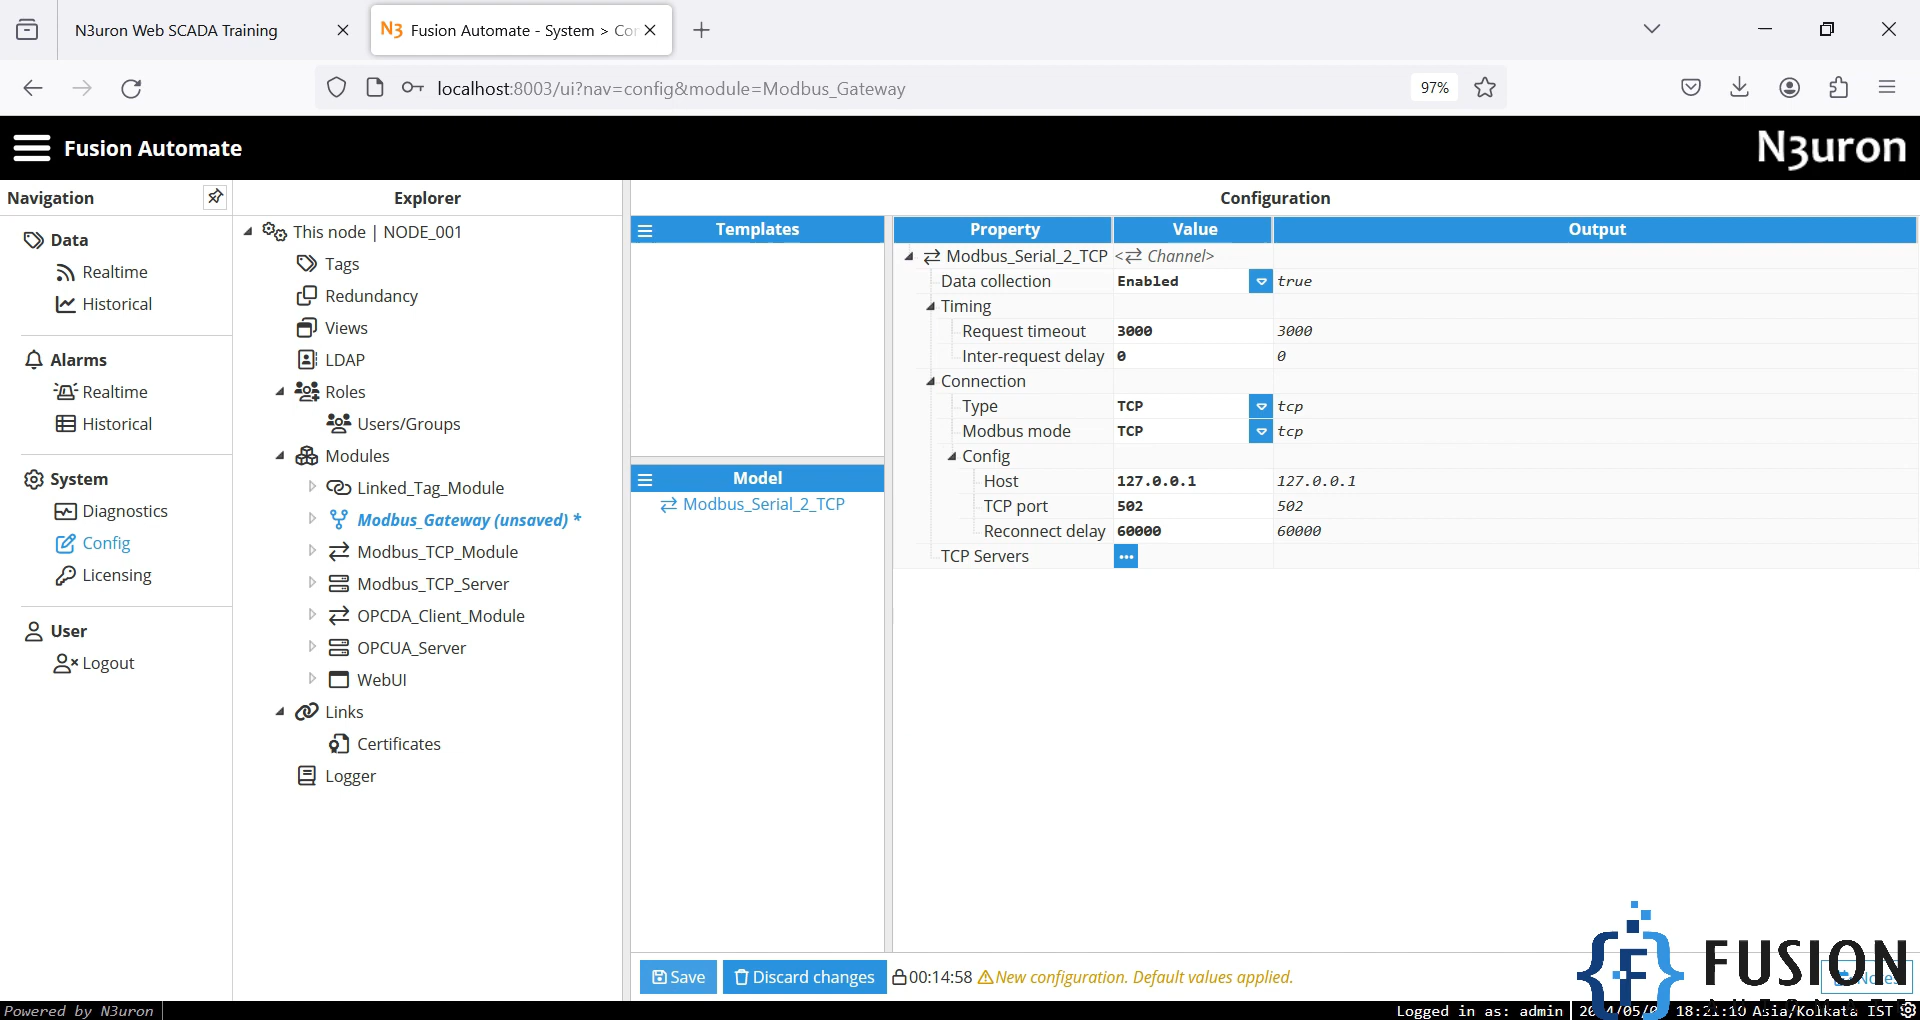 N3uron Web SCADA Training
N3 Fusion Automate - System > Co
localhost:8003/ui?nav=config&module=Modbus_Gateway
97%
Fusion Automate
N3uron
Navigation
Data
Realtime
Historical
Alarms
Realtime
Historical
System
Diagnostics
Config
Licensing
User
Logout
Explorer
This node | NODE_001
Tags
Redundancy
Views
LDAP
Roles
Users/Groups
Modules
Linked_Tag_Module
Modbus_Gateway (unsaved) *
Modbus_TCP_Module
Modbus_TCP_Server
OPCDA_Client_Module
OPCUA_Server
WebUI
Links
Certificates
Logger
Configuration
Templates
Model
Modbus_Serial_2_TCP
Property Value Output
Modbus_Serial_2_TCP < Channel>
Data collection Enabled true
Timing
Request timeout 3000 3000
Inter-request delay 0 0
Connection
Type TCP tcp
Modbus mode TCP tcp
Config
Host 127.0.0.1 127.0.0.1
TCP port 502 502
Reconnect delay 60000 60000
TCP Servers ...
Save Discard changes 00:14:58 New configuration. Default values applied.
FUSION
Powered by N3uron
Logged in as: admin
Asia/Kolkata IST